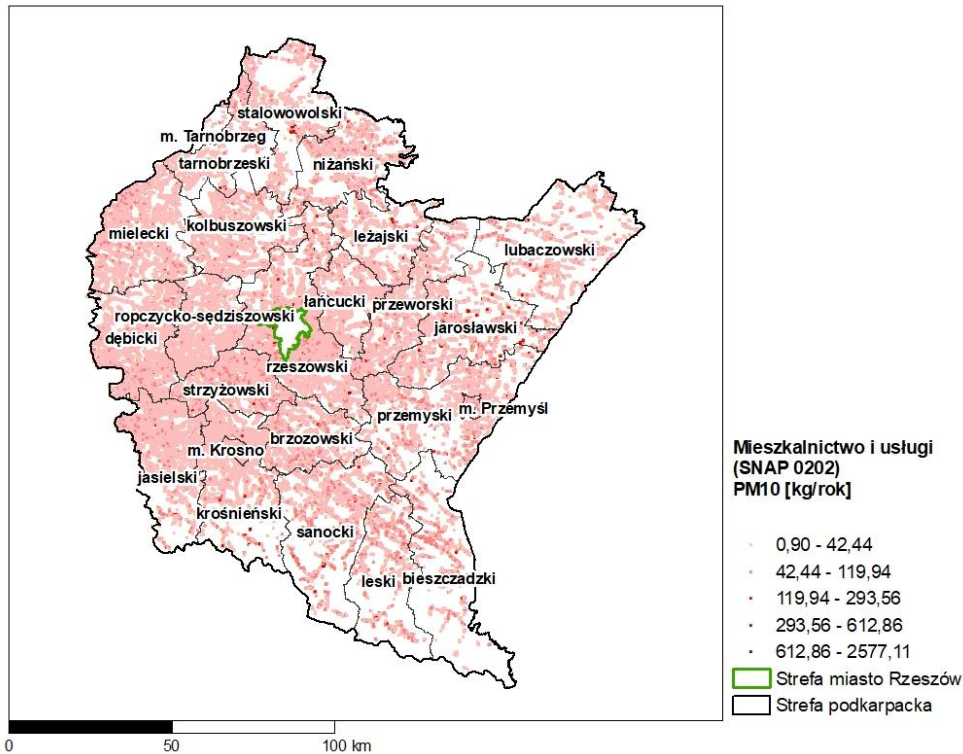 stalowowolski
m. Tarnobrzeg
tarnobrzeski
niżański
mielecki
kolbuszowski
leżajski
lubaczowski
łańcucki
przeworski
ropczycko-sędziszowski
jarosławski
dębicki
rzeszowski
strzyżowski
przemyski
m. Przemyśl
brzozowski
m. Krosno
jasielski
krośnieński
sanocki
leski
bieszczadzki
Mieszkalnictwo i usługi
(SNAP 0202)
PM10 [kg/rok]
0,90 - 42,44
42,44 - 119,94
119,94 - 293,56
293,56 - 612,86
612,86 - 2577,11
Strefa miasto Rzeszów
Strefa podkarpacka
0 50 100 km